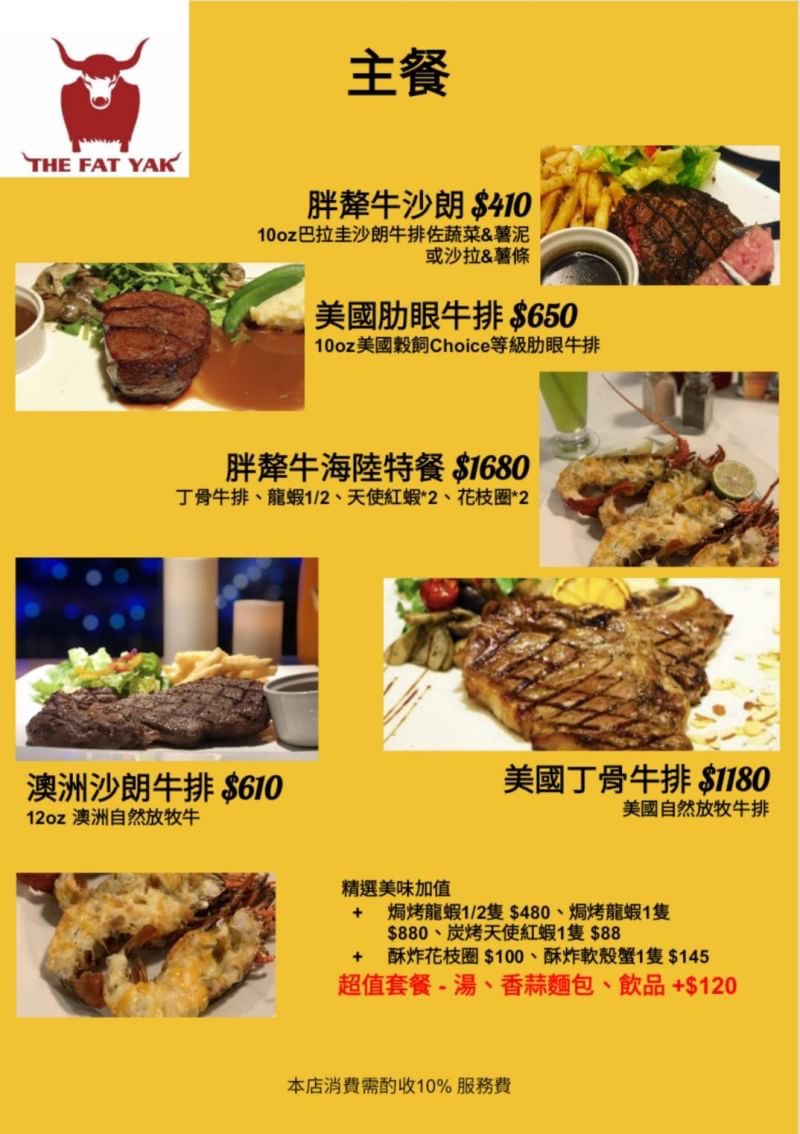 THE FAT YAK
主餐
胖犛牛沙朗 $410
10oz巴拉圭沙朗牛排佐蔬菜&薯泥
或沙拉&薯條
美國肋眼牛排 $650
10oz美國穀飼Choice等級肋眼牛排
胖犛牛海陸特餐 $1680
丁骨牛排、龍蝦1/2、天使紅蝦*2、花枝圈*2
澳洲沙朗牛排 $610
12oz 澳洲自然放牧牛
美國丁骨牛排 $1180
美國自然放牧牛排
精選美味加值
+ 焗烤龍蝦1/2隻 $480、焗烤龍蝦1隻
$880、炭烤天使紅蝦1隻 $88
+ 酥炸花枝圈 $100、酥炸軟殼蟹1隻 $145
超值套餐 - 湯、香蒜麵包、飲品 +$120
本店消費需酌收10% 服務費